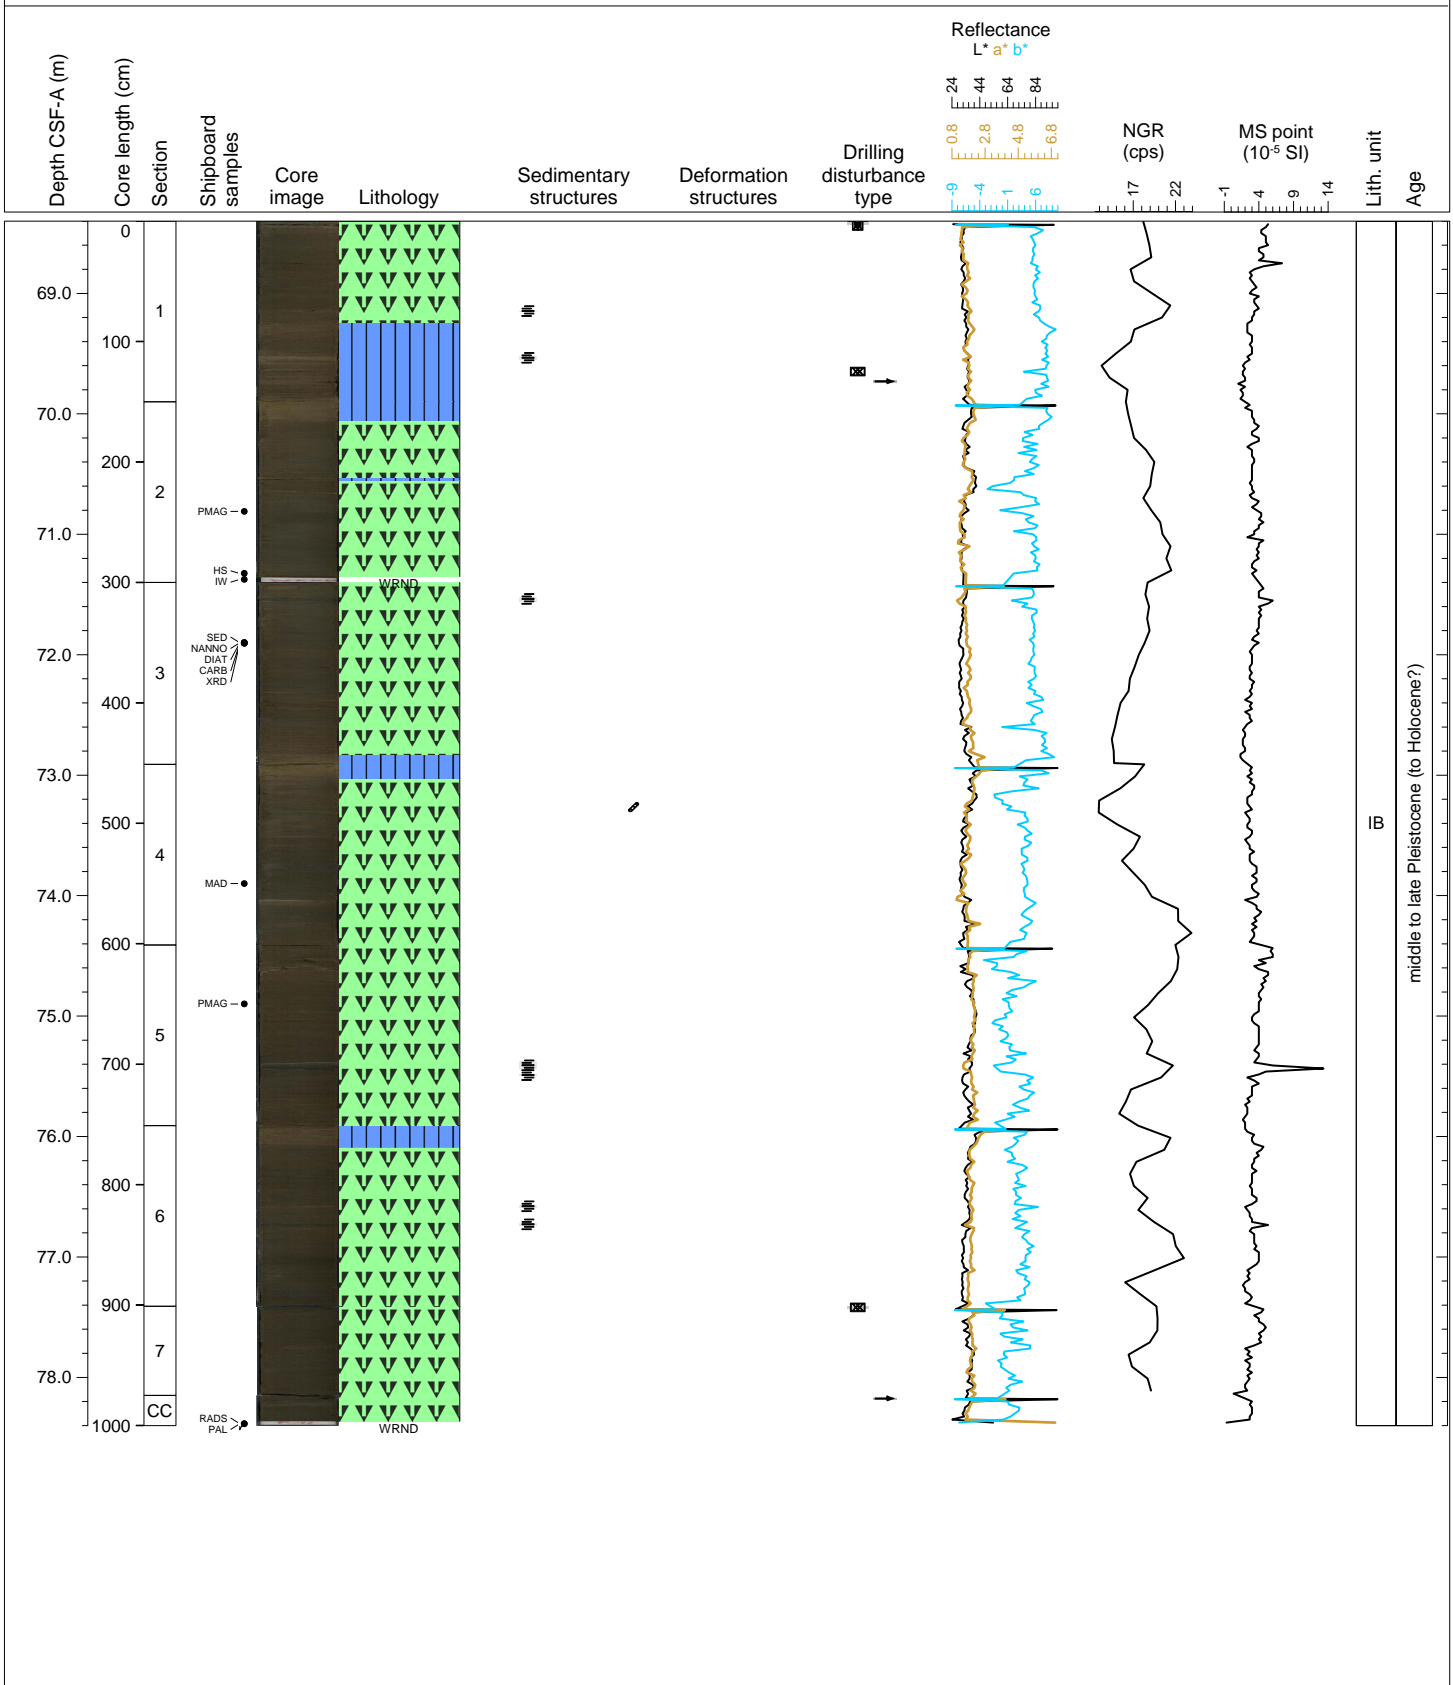 Depth CSF-A (m)
Core length (cm)
Section
Shipboard
samples
Core
image
Lithology
Sedimentary
structures
Deformation
structures
Drilling
disturbance
type
Reflectance
L* a* b*
24 44 64 84
0.8 2.8 4.8 6.8
-9 -4 1 6
NGR
(cps)
17 22
MS point
(10-5 SI)
-1 4 9 14
Lith. unit
Age
0
69.0
1
100
70.0
200
2
PMAG
71.0
HS
IW
300
WRND
SED
NANNO
DIAT
CARB
XRD
72.0
3
400
73.0
500
IB
4
MAD
74.0
600
PMAG
75.0
5
700
76.0
800
6
77.0
900
7
78.0
CC
RADS
PAL
1000
WRND
middle to late Pleistocene (to Holocene?)